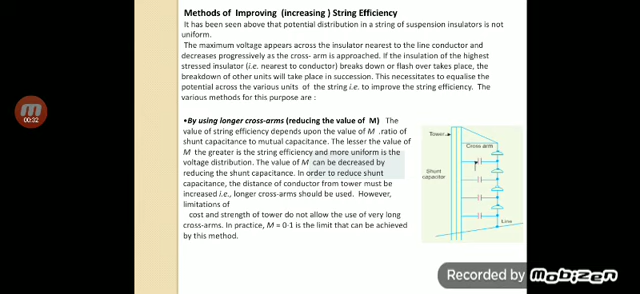 Methods of Improving (increasing ) String Efficiency
It has been seen above that potential distribution in a string of suspension insulators is not
uniform.
The maximum voltage appears across the insulator nearest to the line conductor and
decreases progressively as the cross- arm is approached. If the insulation of the highest
stressed insulator (i.e. nearest to conductor) breaks down or flash over takes place, the
breakdown of other units will take place in succession. This necessitates to equalise the
potential across the various units of the string i.e. to improve the string efficiency. The
various methods for this purpose are :
•By using longer cross-arms (reducing the value of M) The
value of string efficiency depends upon the value of M .ratio of
shunt capacitance to mutual capacitance. The lesser the value of
M the greater is the string efficiency and more uniform is the
voltage distribution. The value of M can be decreased by
reducing the shunt capacitance. In order to reduce shunt
capacitance, the distance of conductor from tower must be
increased i.e., longer cross-arms should be used. However,
limitations of
cost and strength of tower do not allow the use of very long
cross-arms. In practice, M = 0·1 is the limit that can be achieved
by this method.
Tower
Cross arm
Shunt
capacitor
Line
00:02
Recorded by Mobizen